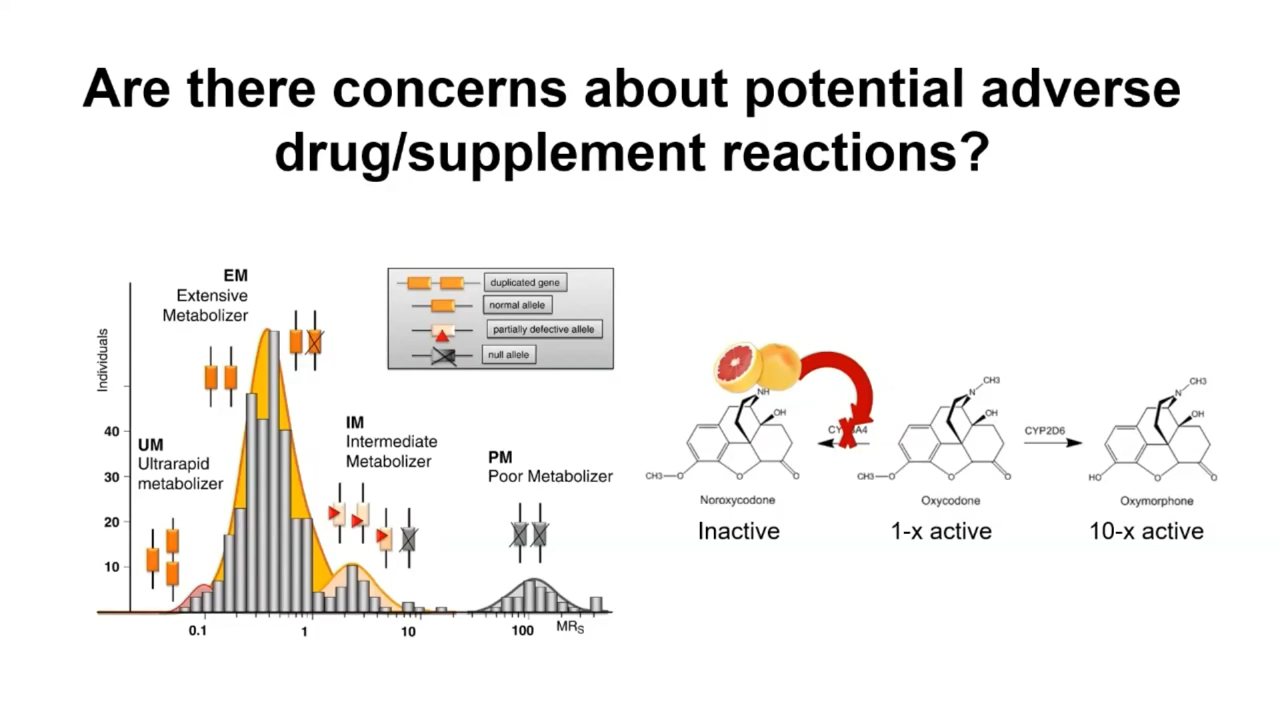 Are there concerns about potential adverse
drug/supplement reactions?
EM
Extensive
Metabolizer
Individuals
40
30
20
10
UM
Ultrarapid
metabolizer
IM
Intermediate
Metabolizer
PM
Poor Metabolizer
0.1
1
10
100
MRS
duplicated gene
normal allele
partially defective allele
null allele
NH
OH
CH3
O
O
O
Noroxycodone
Inactive
CH3
N
OH
CH3
O
O
O
Oxycodone
1-x active
CYP2D6
CH3
N
OH
HO
O
O
Oxymorphone
10-x active